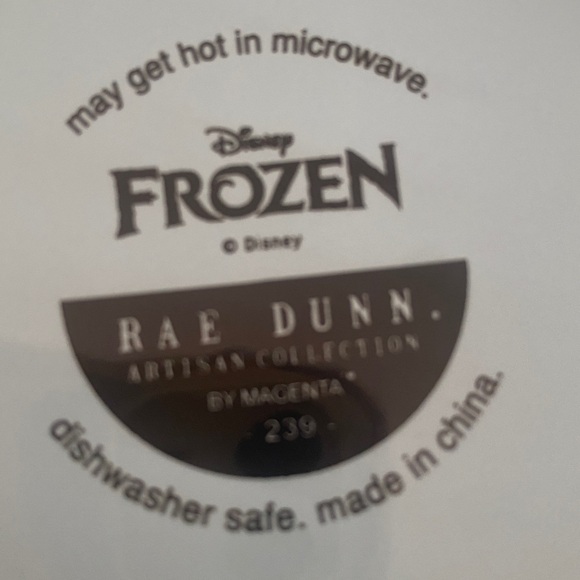 may get hot in microwave.
Disney
FROZEN
© Disney
RAE DUNN.
ARTISAN COLLECTION
BY MAGENTA
- 239 -
dishwasher safe. made in china.